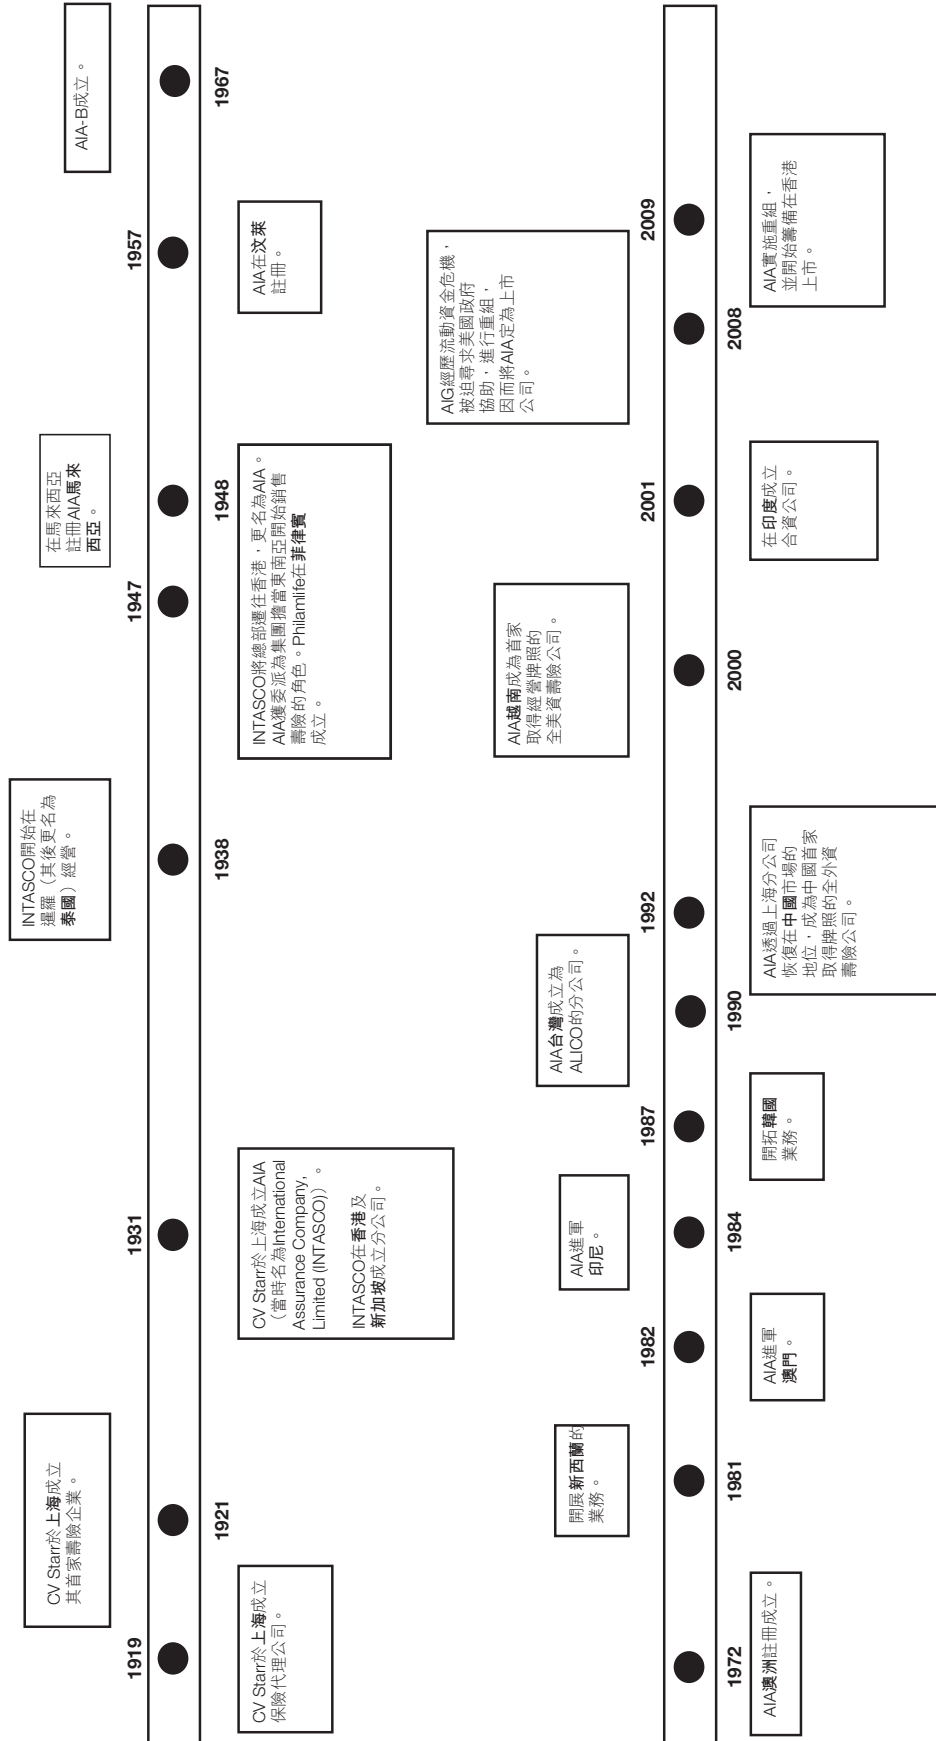 CV Starr於上海成立
其首家壽險企業。
INTASCO開始在
暹羅（其後更名為
泰國）經營。
在馬來西亞
註冊AIA馬來
西亞。
AIA-B成立。
1919
1931
1947
1957
1921
1938
1948
1967
CV Starr於上海成立
保險代理公司。
CV Starr於上海成立AIA
（當時名為International
Assurance Company,
Limited (INTASCO)）。
INTASCO在香港及
新加坡成立分公司。
INTASCO將總部遷往香港，更名為AIA。
AIA獲委派為集團擔當東南亞開始銷售
壽險的角色。Philamlife在菲律賓
成立。
AIA在汶萊
註冊。
開展新西蘭的
業務。
AIA進軍
印尼。
AIA台灣成立為
ALICO的分公司。
AIA越南成為首家
取得經營牌照的
全美資壽險公司。
AIG經歷流動資金危機，
被迫尋求美國政府
協助，進行重組，
因而將AIA定為上市
公司。
1982
1987
1992
2001
2009
1972
1981
1984
1990
2000
2008
AIA澳洲註冊成立。
AIA進軍
澳門。
開拓韓國
業務。
AIA透過上海分公司
恢復在中國市場的
地位，成為中國首家
取得牌照的全外資
壽險公司。
在印度成立
合資公司。
AIA實施重組，
並開始籌備在香港
上市。